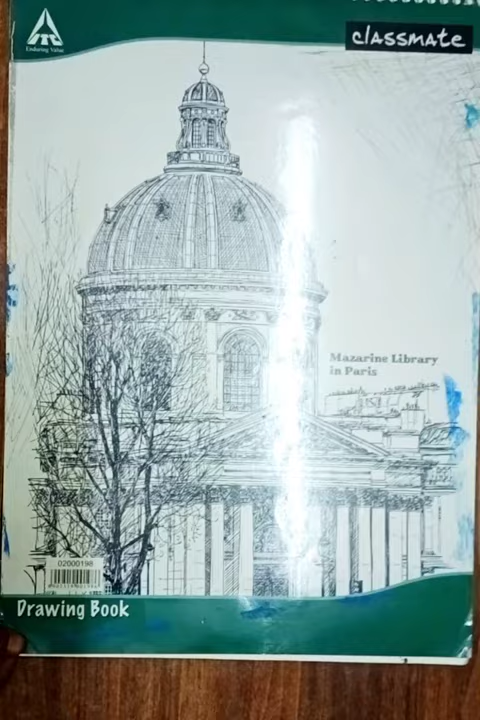 Enduring Value
classmate
Mazarine Library
in Paris
02000198
Drawing Book